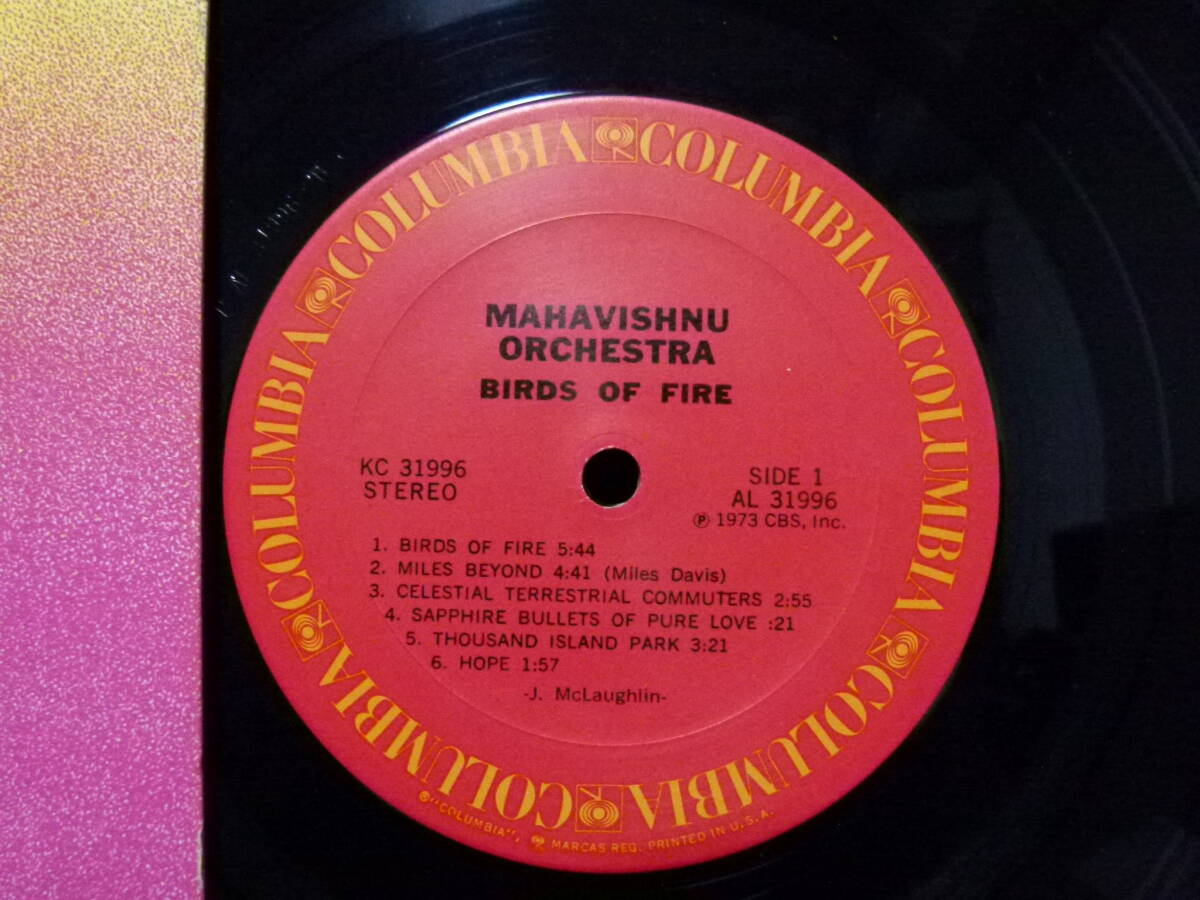 COLUMBIA COLUMBIA COLUMBIA COLUMBIA COLUMBIA COLUMBIA
MAHAVISHNU
ORCHESTRA
BIRDS OF FIRE
KC 31996
STEREO
SIDE 1
AL 31996
℗ 1973 CBS, Inc.
1. BIRDS OF FIRE 5:44
2. MILES BEYOND 4:41 (Miles Davis)
3. CELESTIAL TERRESTRIAL COMMUTERS 2:55
4. SAPPHIRE BULLETS OF PURE LOVE :21
5. THOUSAND ISLAND PARK 3:21
6. HOPE 1:57
-J. McLaughlin-
®"COLUMBIA", MARCAS REG. PRINTED IN U.S.A.